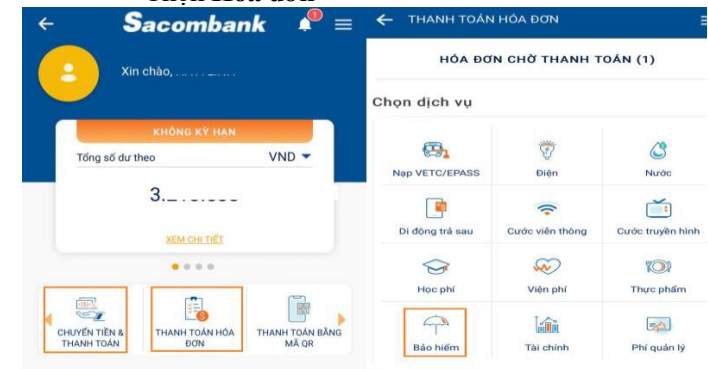 Sacombank
Xin chào,
KHÔNG KỲ HẠN
Tổng số dư theo
VND
3.
XEM CHI TIẾT
CHUYỂN TIỀN &
THANH TOÁN
THANH TOÁN HÓA
ĐƠN
THANH TOÁN BẰNG
MÃ QR
THANH TOÁN HÓA ĐƠN
HÓA ĐƠN CHỜ THANH TOÁN (1)
Chọn dịch vụ
Nạp VETC/EPASS
Điện
Nước
Di động trả sau
Cước viễn thông
Cước truyền hình
Học phí
Viện phí
Thực phẩm
Bảo hiểm
Tài chính
Phí quản lý